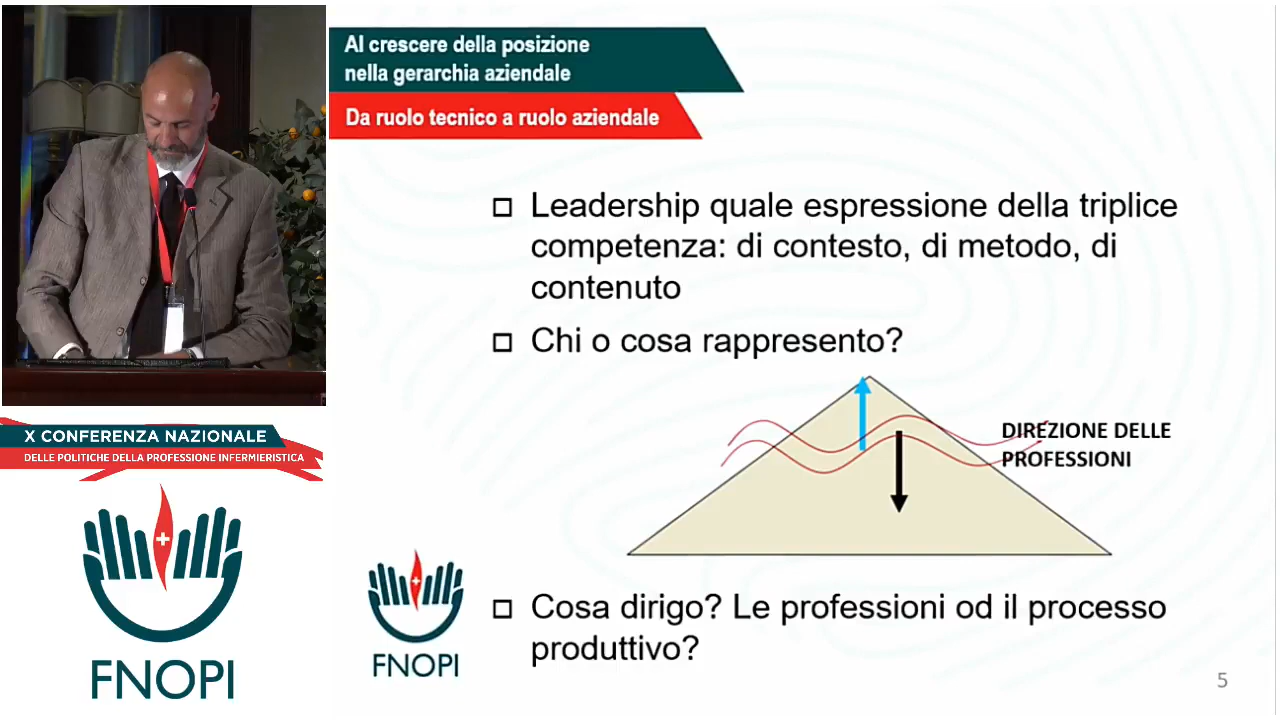 Al crescere della posizione
nella gerarchia aziendale
Da ruolo tecnico a ruolo aziendale
Leadership quale espressione della triplice
competenza: di contesto, di metodo, di
contenuto
Chi o cosa rappresento?
DIREZIONE DELLE
PROFESSIONI
Cosa dirigo? Le professioni od il processo
produttivo?
5
FNOPI
X CONFERENZA NAZIONALE
DELLE POLITICHE DELLA PROFESSIONE INFERMIERISTICA
FNOPI